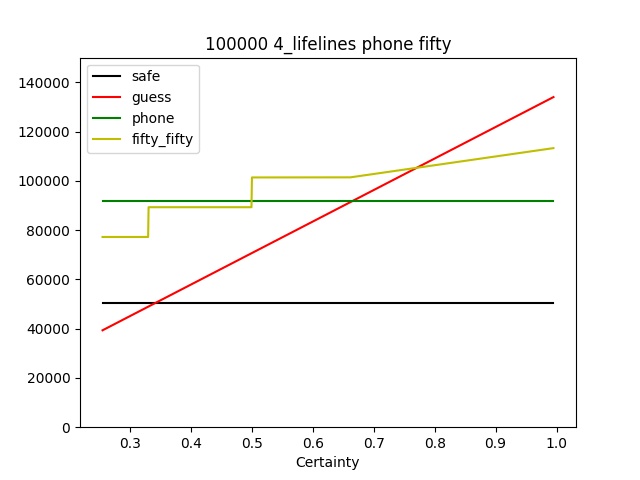 100000 4_lifelines phone fifty
safe
guess
phone
fifty_fifty
140000
120000
100000
80000
60000
40000
20000
0
0.3 0.4 0.5 0.6 0.7 0.8 0.9 1.0
Certainty